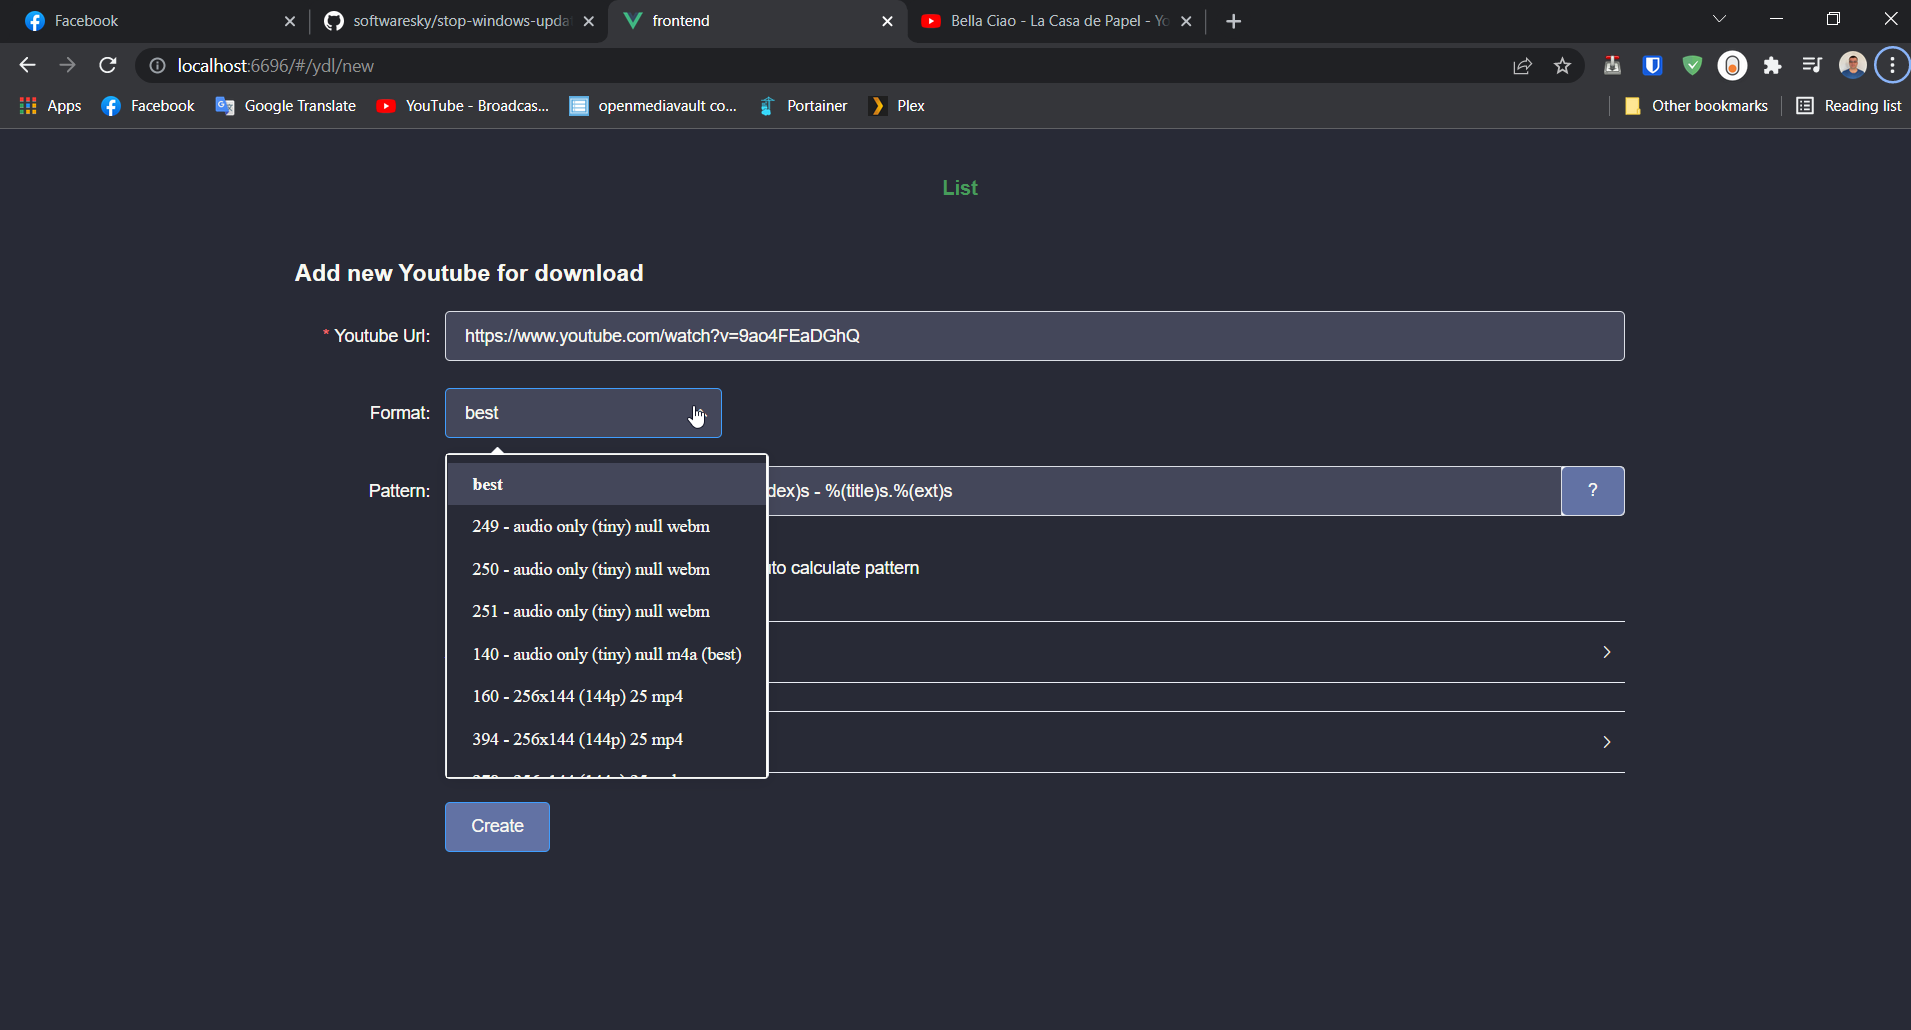 Facebook
softwaresky/stop-windows-updat
frontend
Bella Ciao - La Casa de Papel - Yo
localhost:6696/#/ydl/new
Apps
Facebook
Google Translate
YouTube - Broadcas...
openmediavault co...
Portainer
Plex
Other bookmarks
Reading list
List
Add new Youtube for download
* Youtube Url:
https://www.youtube.com/watch?v=9ao4FEaDGhQ
Format:
best
Pattern:
dex)s - %(title)s.%(ext)s
?
best
249 - audio only (tiny) null webm
250 - audio only (tiny) null webm
251 - audio only (tiny) null webm
140 - audio only (tiny) null m4a (best)
160 - 256x144 (144p) 25 mp4
394 - 256x144 (144p) 25 mp4
to calculate pattern
Create